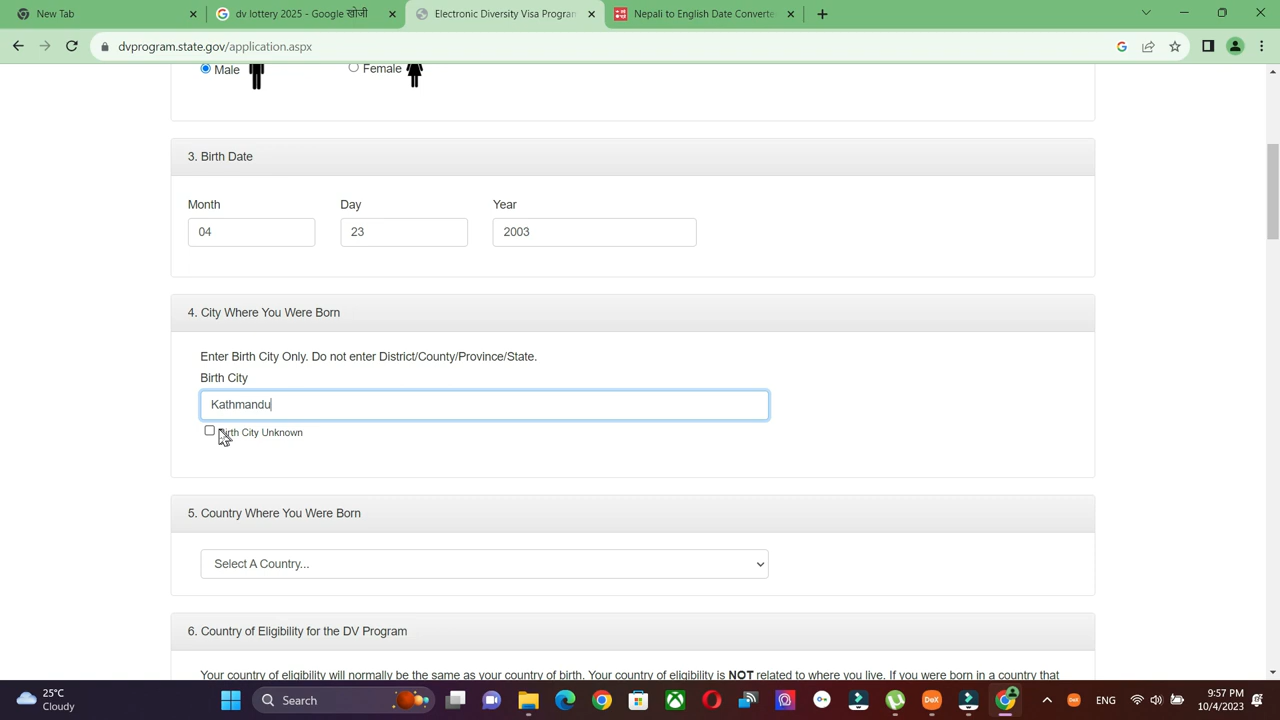 New Tab
dv lottery 2025 - Google खोजी
Electronic Diversity Visa Program
Nepali to English Date Converte
dvprogram.state.gov/application.aspx
Male
Female
3. Birth Date
Month
Day
Year
04
23
2003
4. City Where You Were Born
Enter Birth City Only. Do not enter District/County/Province/State.
Birth City
Kathmandu
Birth City Unknown
5. Country Where You Were Born
Select A Country...
6. Country of Eligibility for the DV Program
Your country of eligibility will normally be the same as your country of birth. Your country of eligibility is NOT related to where you live. If you were born in a country that
25°C
Cloudy
Search
ENG
9:57 PM
10/4/2023